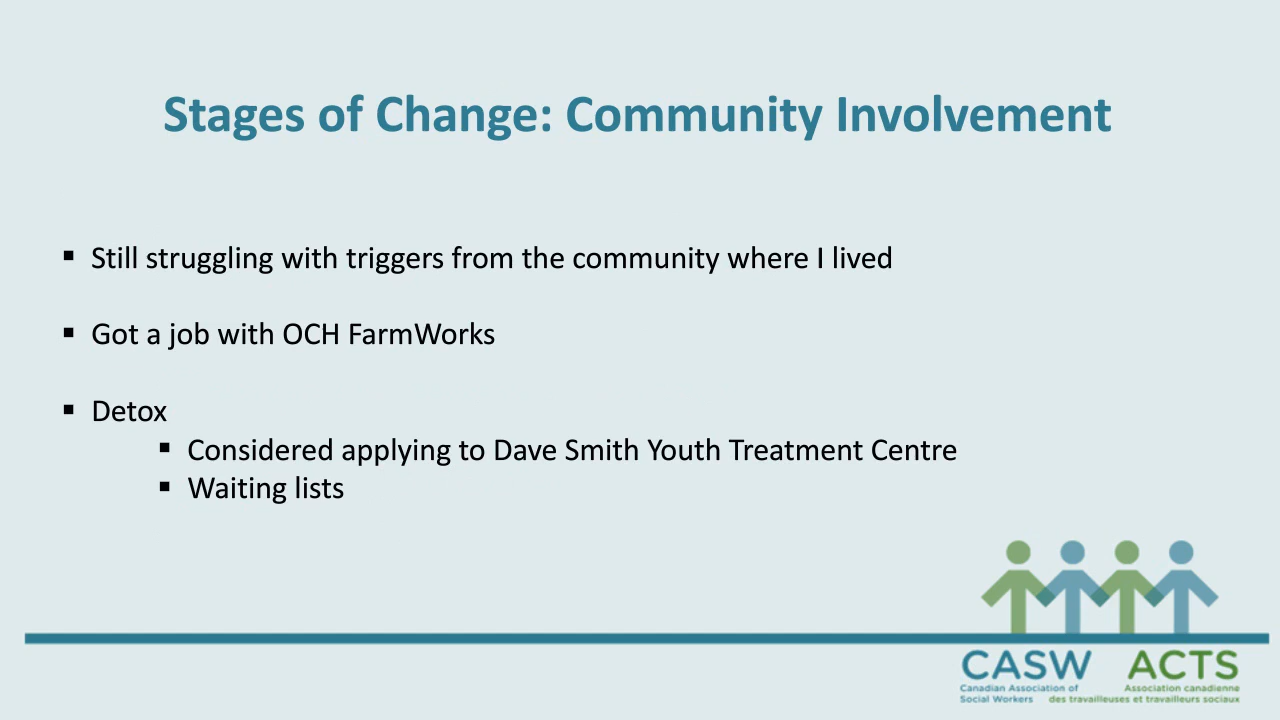 Stages of Change: Community Involvement
▪ Still struggling with triggers from the community where I lived
▪ Got a job with OCH FarmWorks
▪ Detox
▪ Considered applying to Dave Smith Youth Treatment Centre
▪ Waiting lists
CASW ACTS
Canadian Association of Association canadienne
Social Workers des travailleuses et travailleurs sociaux